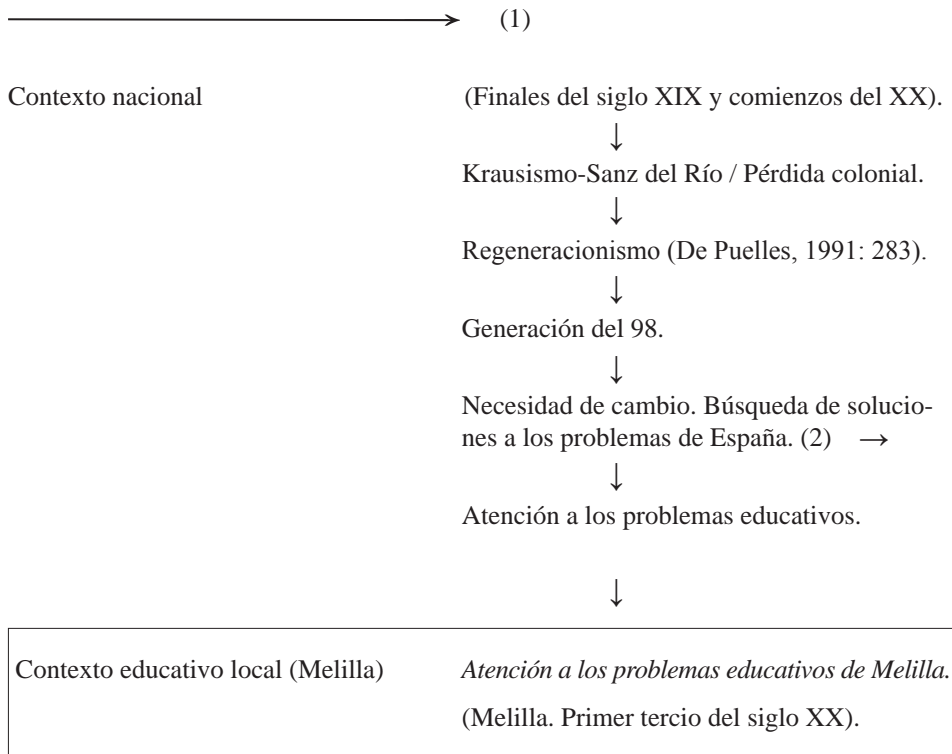 → (1)
Contexto nacional (Finales del siglo XIX y comienzos del XX).
↓
Krausismo-Sanz del Río / Pérdida colonial.
↓
Regeneracionismo (De Puelles, 1991: 283).
↓
Generación del 98.
↓
Necesidad de cambio. Búsqueda de solucio-
nes a los problemas de España. (2) →
↓
Atención a los problemas educativos.
↓
Contexto educativo local (Melilla) Atención a los problemas educativos de Melilla.
(Melilla. Primer tercio del siglo XX).